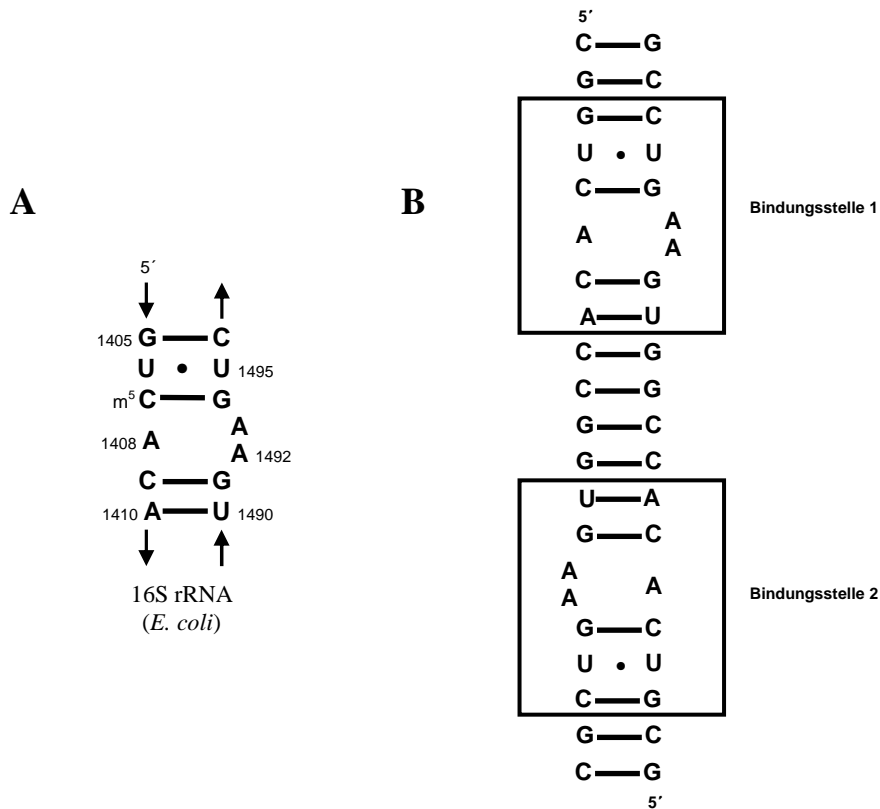 A
5´
1405 G C
U • U 1495
m5 C G
1408 A A
A 1492
C G
1410 A U 1490
16S rRNA
(E. coli)
B
5´
C G
G C
G C
U • U
C G
A A
A
Bindungsstelle 1
C G
A U
C G
C G
G C
G C
U A
G C
A
A A
Bindungsstelle 2
G C
U • U
C G
G C
C G
5´